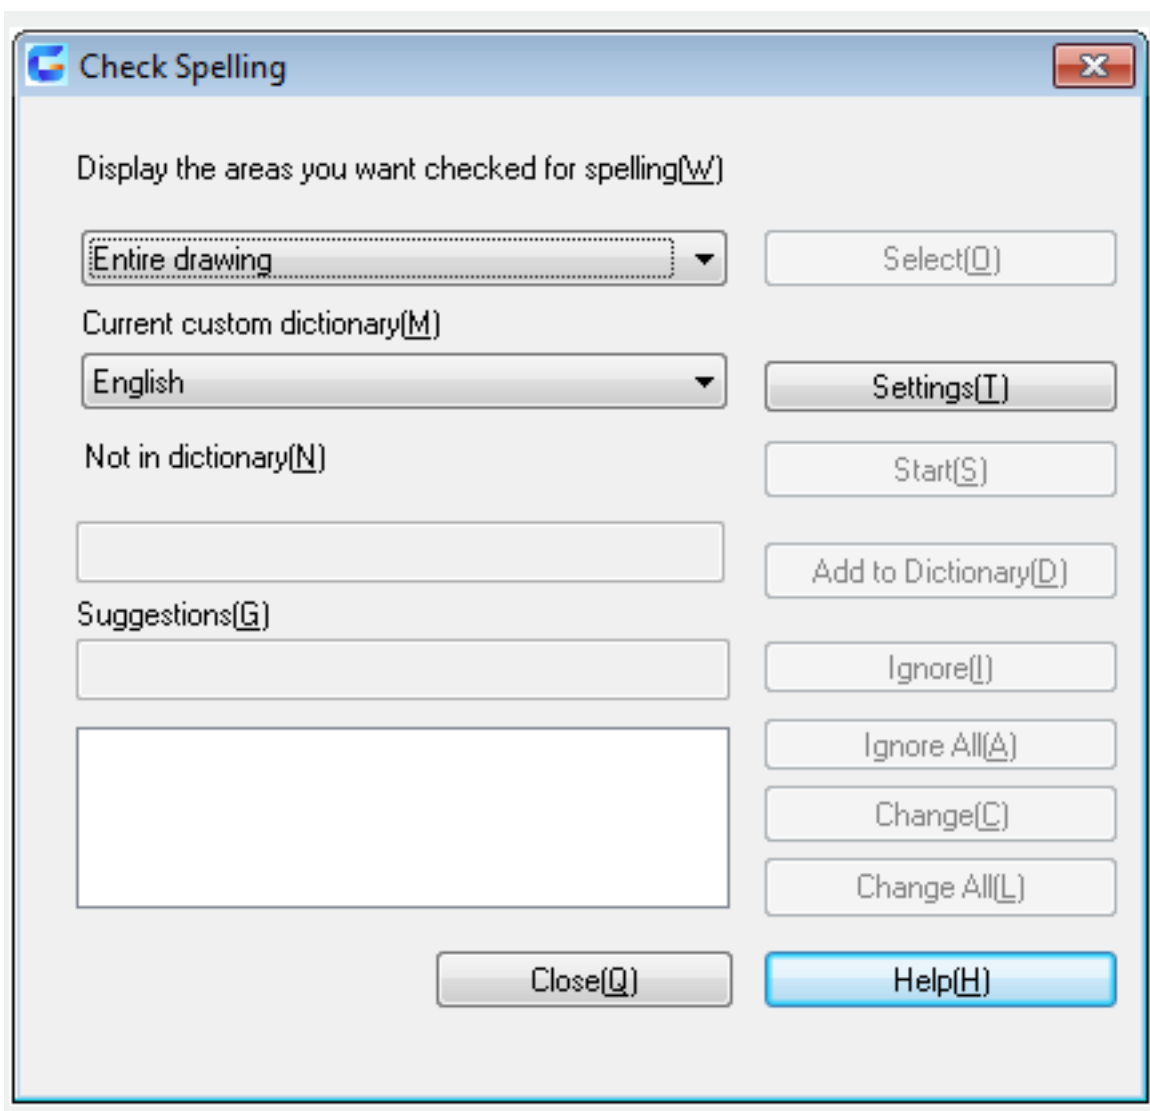 Check Spelling
Display the areas you want checked for spelling(W)
Entire drawing
Select(O)
Current custom dictionary(M)
English
Settings(T)
Not in dictionary(N)
Start(S)
Add to Dictionary(D)
Suggestions(G)
Ignore(I)
Ignore All(A)
Change(C)
Change All(L)
Close(Q)
Help(H)